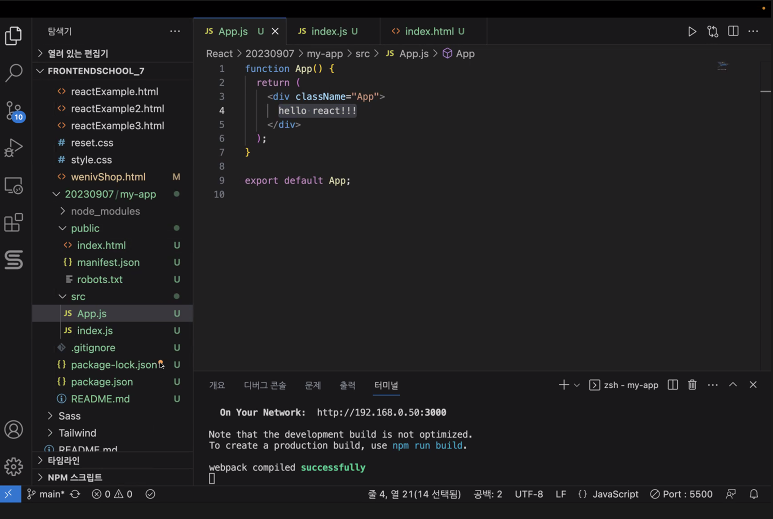 탐색기 ···
열려 있는 편집기
FRONTENDSCHOOL_7
<> reactExample.html
<> reactExample2.html
<> reactExample3.html
# reset.css
# style.css
<> wenivShop.html M
20230907 / my-app
node_modules
public
<> index.html U
{} manifest.json U
robots.txt U
src
JS App.js U
JS index.js U
.gitignore U
{} package-lock.json U
{} package.json U
README.md U
Sass
Tailwind
README.md
타임라인
NPM 스크립트
10
JS App.js U
JS index.js U
<> index.html U
···
React > 20230907 > my-app > src > JS App.js > App
1 function App() {
2 return (
3 <div className="App">
4 hello react!!!
5 </div>
6 );
7 }
8
9 export default App;
10
개요 디버그 콘솔 문제 출력 터미널
zsh - my-app ···
On Your Network: http://192.168.0.50:3000
Note that the development build is not optimized.
To create a production build, use npm run build.
webpack compiled successfully
main* 0 0 줄 4, 열 21(14 선택됨) 공백: 2 UTF-8 LF {} JavaScript Port : 5500